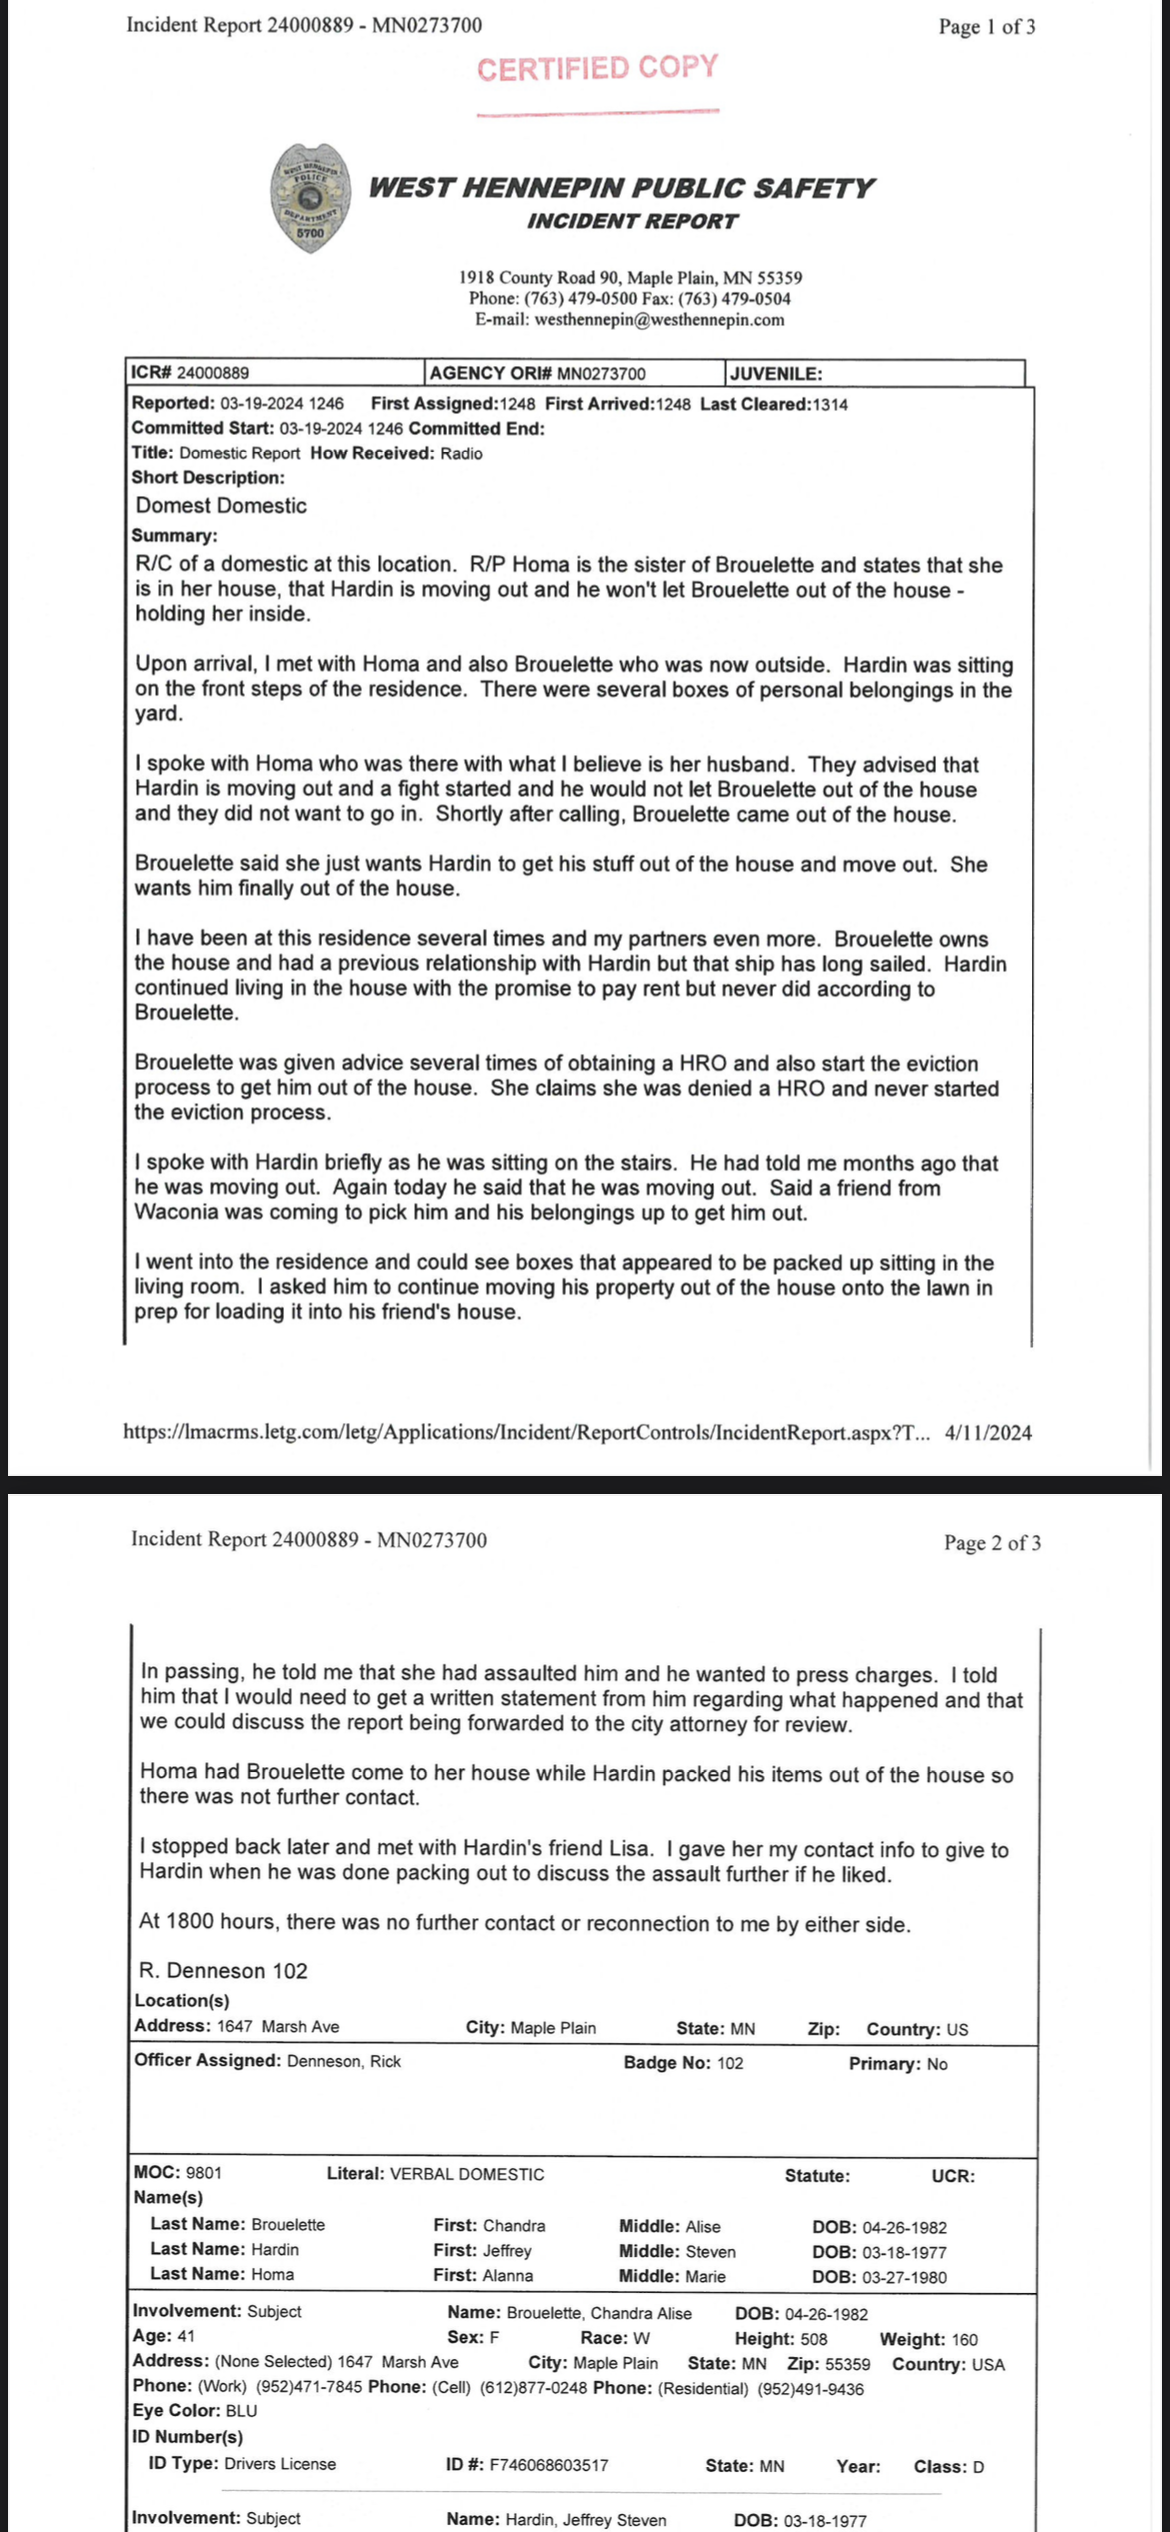 Incident Report 24000889 - MN0273700 Page 1 of 3
CERTIFIED COPY
WEST HENNEPIN
POLICE
DEPARTMENT
5700
WEST HENNEPIN PUBLIC SAFETY
INCIDENT REPORT
1918 County Road 90, Maple Plain, MN 55359
Phone: (763) 479-0500 Fax: (763) 479-0504
E-mail: westhennepin@westhennepin.com
ICR# 24000889 AGENCY ORI# MN0273700 JUVENILE:
Reported: 03-19-2024 1246 First Assigned:1248 First Arrived:1248 Last Cleared:1314
Committed Start: 03-19-2024 1246 Committed End:
Title: Domestic Report How Received: Radio
Short Description:
Domest Domestic
Summary:
R/C of a domestic at this location. R/P Homa is the sister of Brouelette and states that she
is in her house, that Hardin is moving out and he won't let Brouelette out of the house -
holding her inside.
Upon arrival, I met with Homa and also Brouelette who was now outside. Hardin was sitting
on the front steps of the residence. There were several boxes of personal belongings in the
yard.
I spoke with Homa who was there with what I believe is her husband. They advised that
Hardin is moving out and a fight started and he would not let Brouelette out of the house
and they did not want to go in. Shortly after calling, Brouelette came out of the house.
Brouelette said she just wants Hardin to get his stuff out of the house and move out. She
wants him finally out of the house.
I have been at this residence several times and my partners even more. Brouelette owns
the house and had a previous relationship with Hardin but that ship has long sailed. Hardin
continued living in the house with the promise to pay rent but never did according to
Brouelette.
Brouelette was given advice several times of obtaining a HRO and also start the eviction
process to get him out of the house. She claims she was denied a HRO and never started
the eviction process.
I spoke with Hardin briefly as he was sitting on the stairs. He had told me months ago that
he was moving out. Again today he said that he was moving out. Said a friend from
Waconia was coming to pick him and his belongings up to get him out.
I went into the residence and could see boxes that appeared to be packed up sitting in the
living room. I asked him to continue moving his property out of the house onto the lawn in
prep for loading it into his friend's house.
https://lmacrms.letg.com/letg/Applications/Incident/ReportControls/IncidentReport.aspx?T... 4/11/2024
Incident Report 24000889 - MN0273700 Page 2 of 3
In passing, he told me that she had assaulted him and he wanted to press charges. I told
him that I would need to get a written statement from him regarding what happened and that
we could discuss the report being forwarded to the city attorney for review.
Homa had Brouelette come to her house while Hardin packed his items out of the house so
there was not further contact.
I stopped back later and met with Hardin's friend Lisa. I gave her my contact info to give to
Hardin when he was done packing out to discuss the assault further if he liked.
At 1800 hours, there was no further contact or reconnection to me by either side.
R. Denneson 102
Location(s)
Address: 1647 Marsh Ave City: Maple Plain State: MN Zip: Country: US
Officer Assigned: Denneson, Rick Badge No: 102 Primary: No
MOC: 9801 Literal: VERBAL DOMESTIC Statute: UCR:
Name(s)
Last Name: Brouelette First: Chandra Middle: Alise DOB: 04-26-1982
Last Name: Hardin First: Jeffrey Middle: Steven DOB: 03-18-1977
Last Name: Homa First: Alanna Middle: Marie DOB: 03-27-1980
Involvement: Subject Name: Brouelette, Chandra Alise DOB: 04-26-1982
Age: 41 Sex: F Race: W Height: 508 Weight: 160
Address: (None Selected) 1647 Marsh Ave City: Maple Plain State: MN Zip: 55359 Country: USA
Phone: (Work) (952)471-7845 Phone: (Cell) (612)877-0248 Phone: (Residential) (952)491-9436
Eye Color: BLU
ID Number(s)
ID Type: Drivers License ID #: F746068603517 State: MN Year: Class: D
Involvement: Subject Name: Hardin, Jeffrey Steven DOB: 03-18-1977